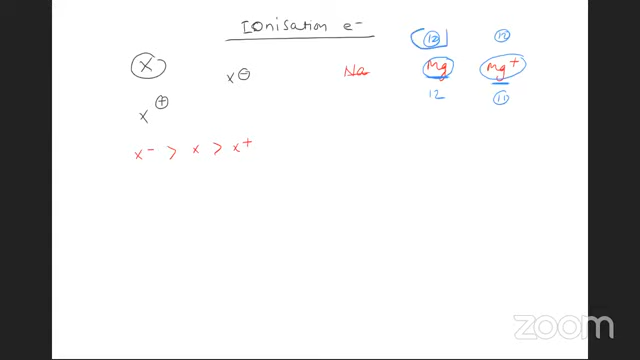 IOnisation e-
12 12
X x⊖ Na Mg Mg+
12 11
x⊕
x- > x > x+
zoom